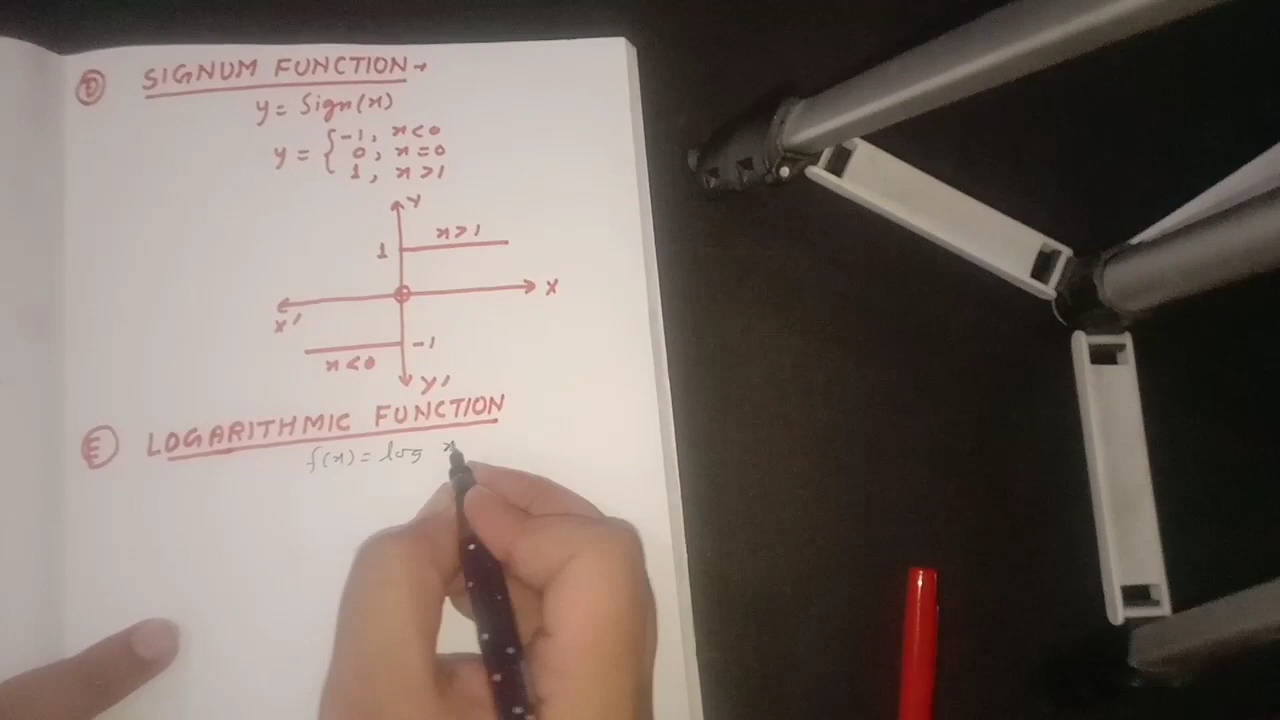 D SIGNUM FUNCTION →
y = Sign(x)
y = { -1, x<0
0, x=0
1, x>1
Y
x>1
1
X
X'
-1
x<0
Y'
E LOGARITHMIC FUNCTION
f(x) = log x